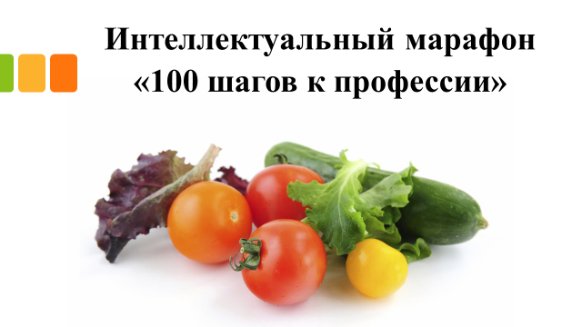 Интеллектуальный марафон
«100 шагов к профессии»